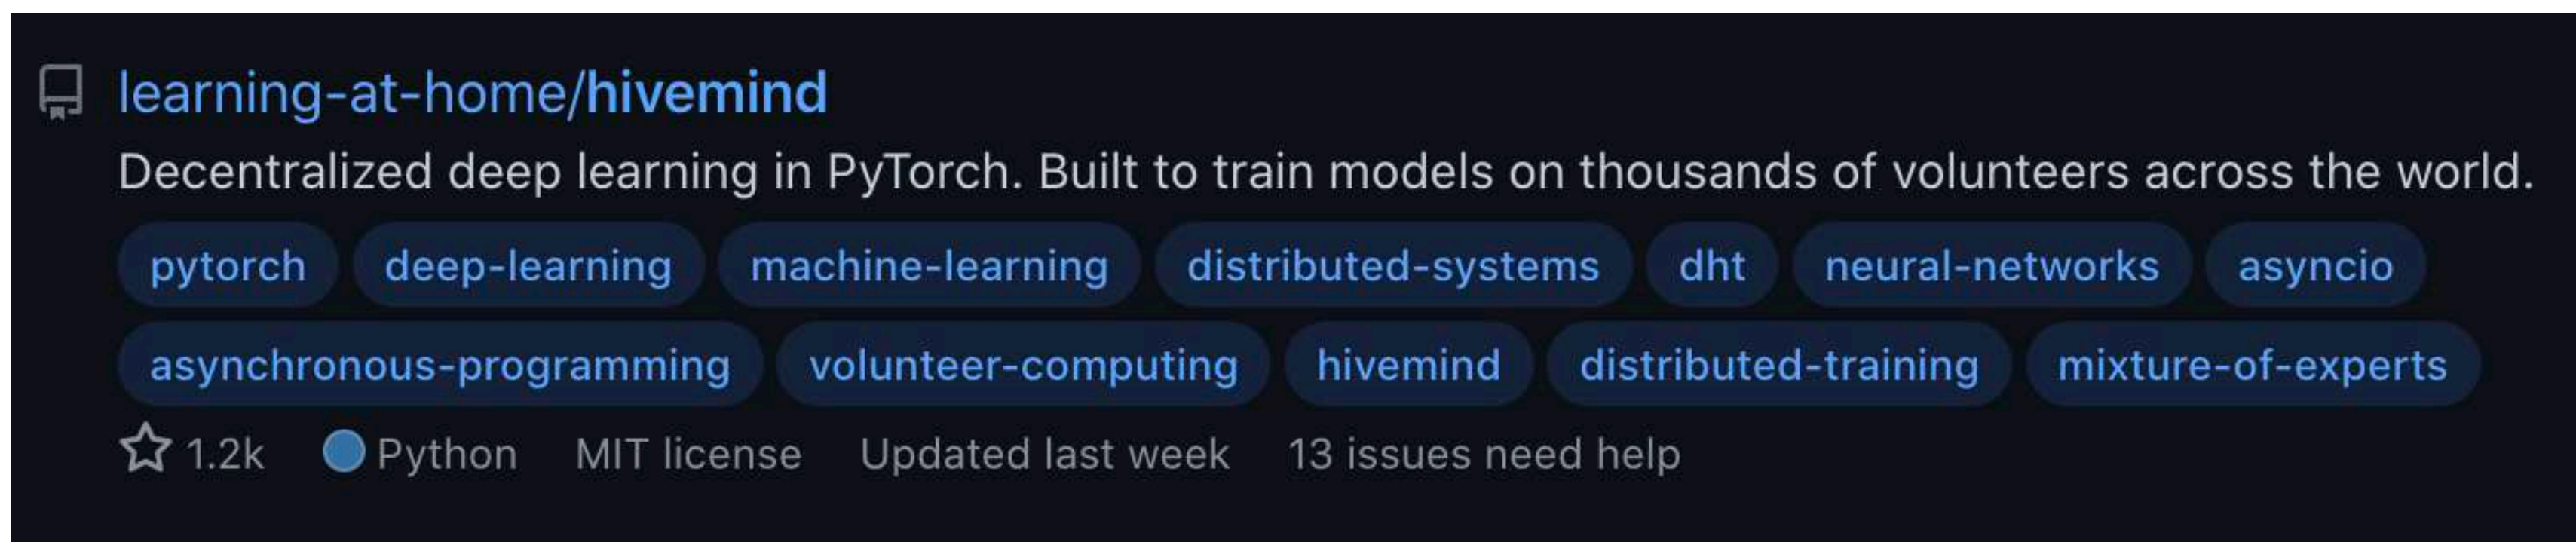 learning-at-home/hivemind
Decentralized deep learning in PyTorch. Built to train models on thousands of volunteers across the world.
pytorch deep-learning machine-learning distributed-systems dht neural-networks asyncio
asynchronous-programming volunteer-computing hivemind distributed-training mixture-of-experts
1.2k Python MIT license Updated last week 13 issues need help